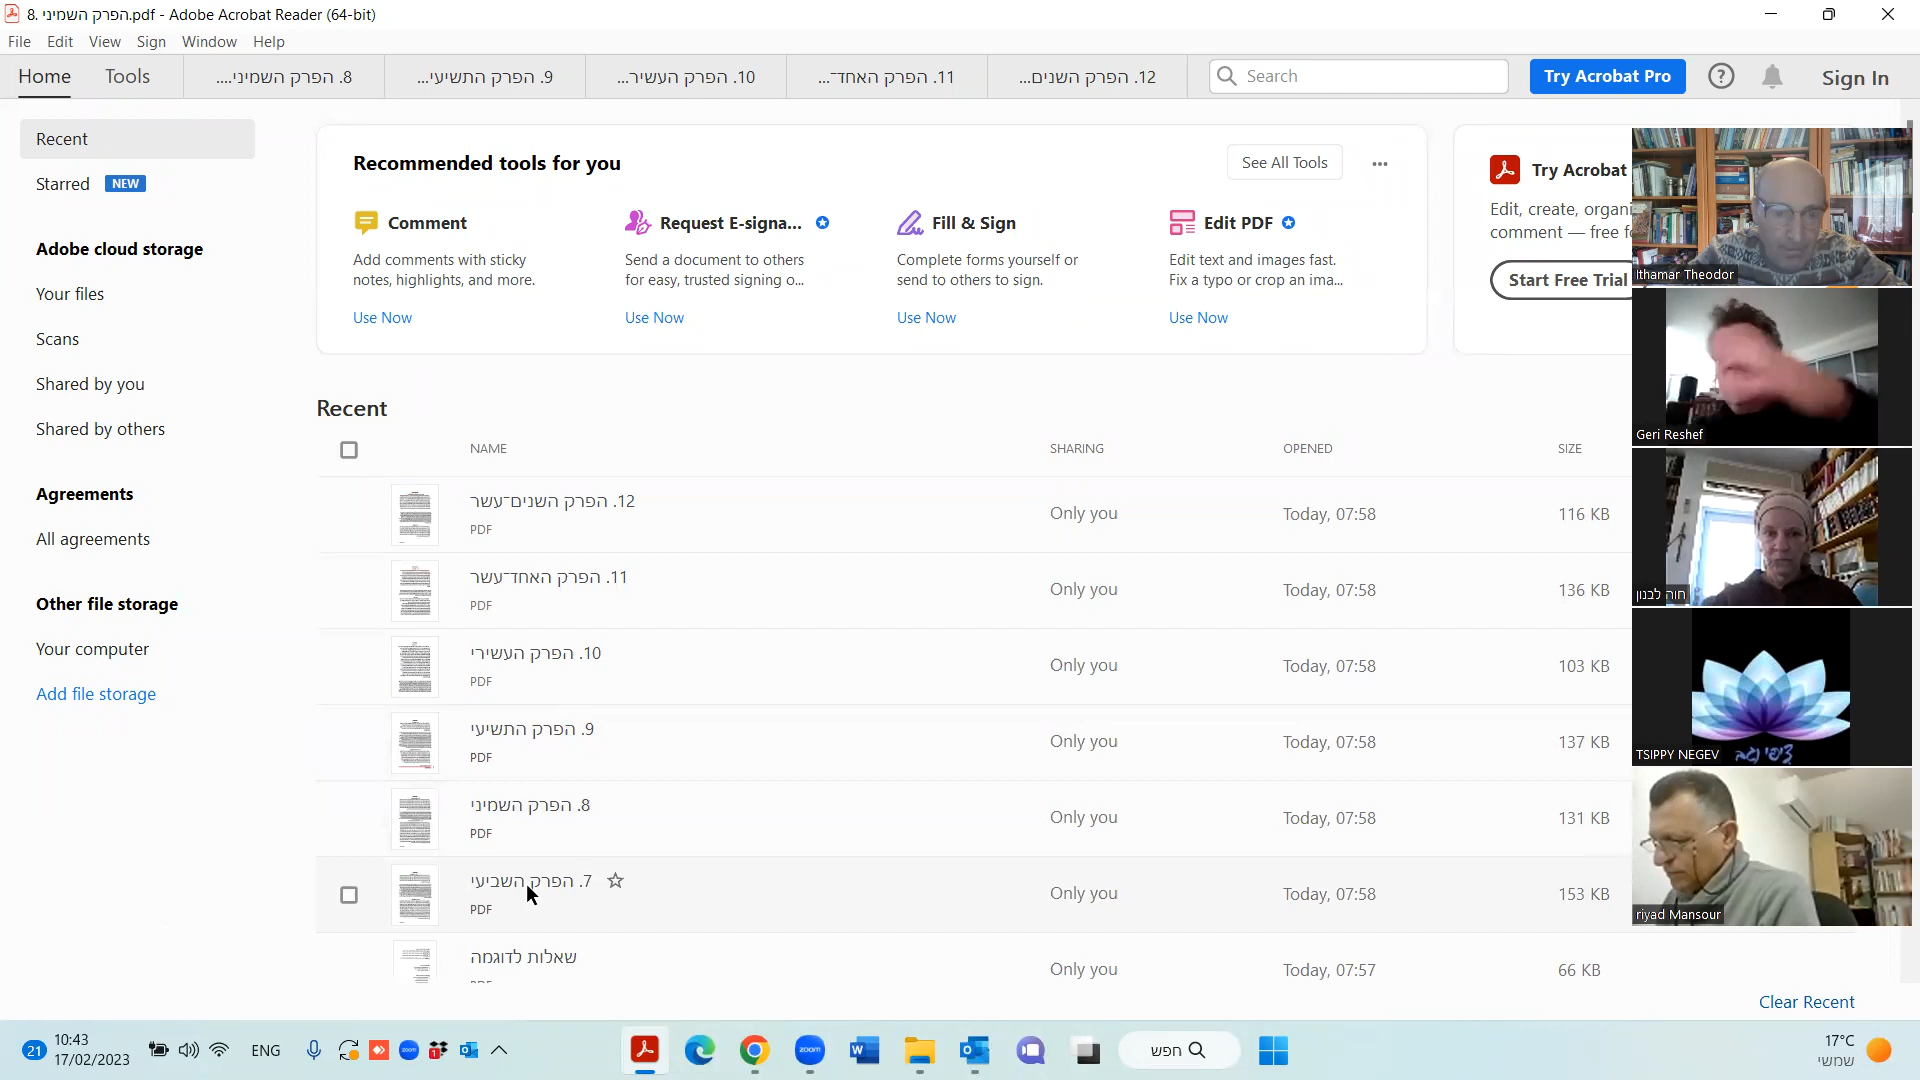 8. הפרק השמיני.pdf - Adobe Acrobat Reader (64-bit)
File Edit View Sign Window Help
Home Tools 8. הפרק השמיני.... 9. הפרק התשיעי... 10. הפרק העשיר... 11. הפרק האחד־... 12. הפרק השנים... Search Try Acrobat Pro Sign In
Recent
Starred NEW
Adobe cloud storage
Your files
Scans
Shared by you
Shared by others
Agreements
All agreements
Other file storage
Your computer
Add file storage
Recommended tools for you See All Tools
Comment
Add comments with sticky
notes, highlights, and more.
Use Now
Request E-signa...
Send a document to others
for easy, trusted signing o...
Use Now
Fill & Sign
Complete forms yourself or
send to others to sign.
Use Now
Edit PDF
Edit text and images fast.
Fix a typo or crop an ima...
Use Now
Try Acrobat
Edit, create, organi
comment — free f
Start Free Trial
Recent
NAME SHARING OPENED SIZE
12. הפרק השנים־עשר
PDF
Only you Today, 07:58 116 KB
11. הפרק האחד־עשר
PDF
Only you Today, 07:58 136 KB
10. הפרק העשירי
PDF
Only you Today, 07:58 103 KB
9. הפרק התשיעי
PDF
Only you Today, 07:58 137 KB
8. הפרק השמיני
PDF
Only you Today, 07:58 131 KB
7. הפרק השביעי
PDF
Only you Today, 07:58 153 KB
שאלות לדוגמה
PDF
Only you Today, 07:57 66 KB
Clear Recent
Ithamar Theodor
Geri Reshef
חוה לבנון
TSIPPY NEGEV
ציפי נגב
riyad Mansour
21 10:43
17/02/2023
ENG
zoom
1
zoom
חפש
17°C
שמשי